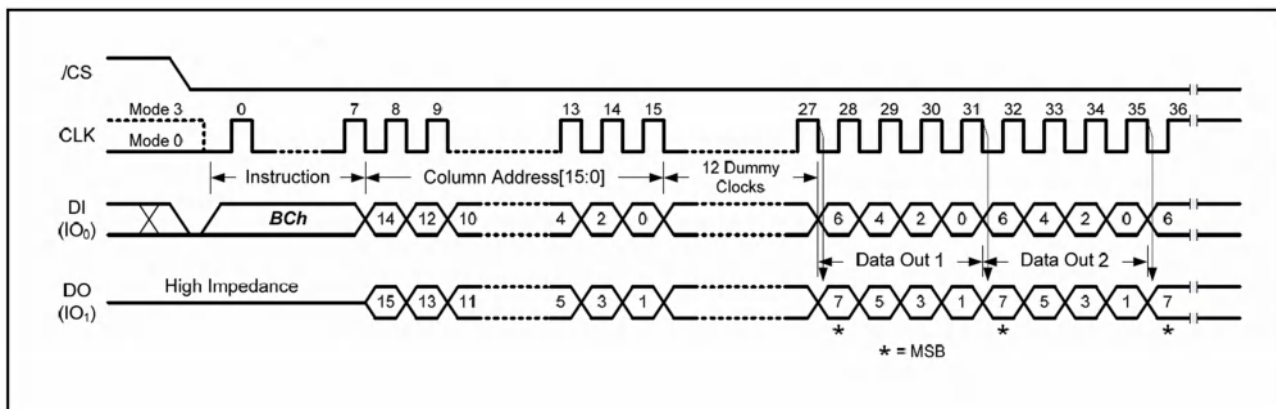 /CS
Mode 3 0 7 8 9 13 14 15 27 28 29 30 31 32 33 34 35 36
CLK
Mode 0
Instruction Column Address[15:0] 12 Dummy
Clocks
DI
(IO0) BCh 14 12 10 4 2 0 6 4 2 0 6 4 2 0 6
Data Out 1 Data Out 2
DO High Impedance
(IO1) 15 13 11 5 3 1 7 5 3 1 7 5 3 1 7
* * *
* = MSB